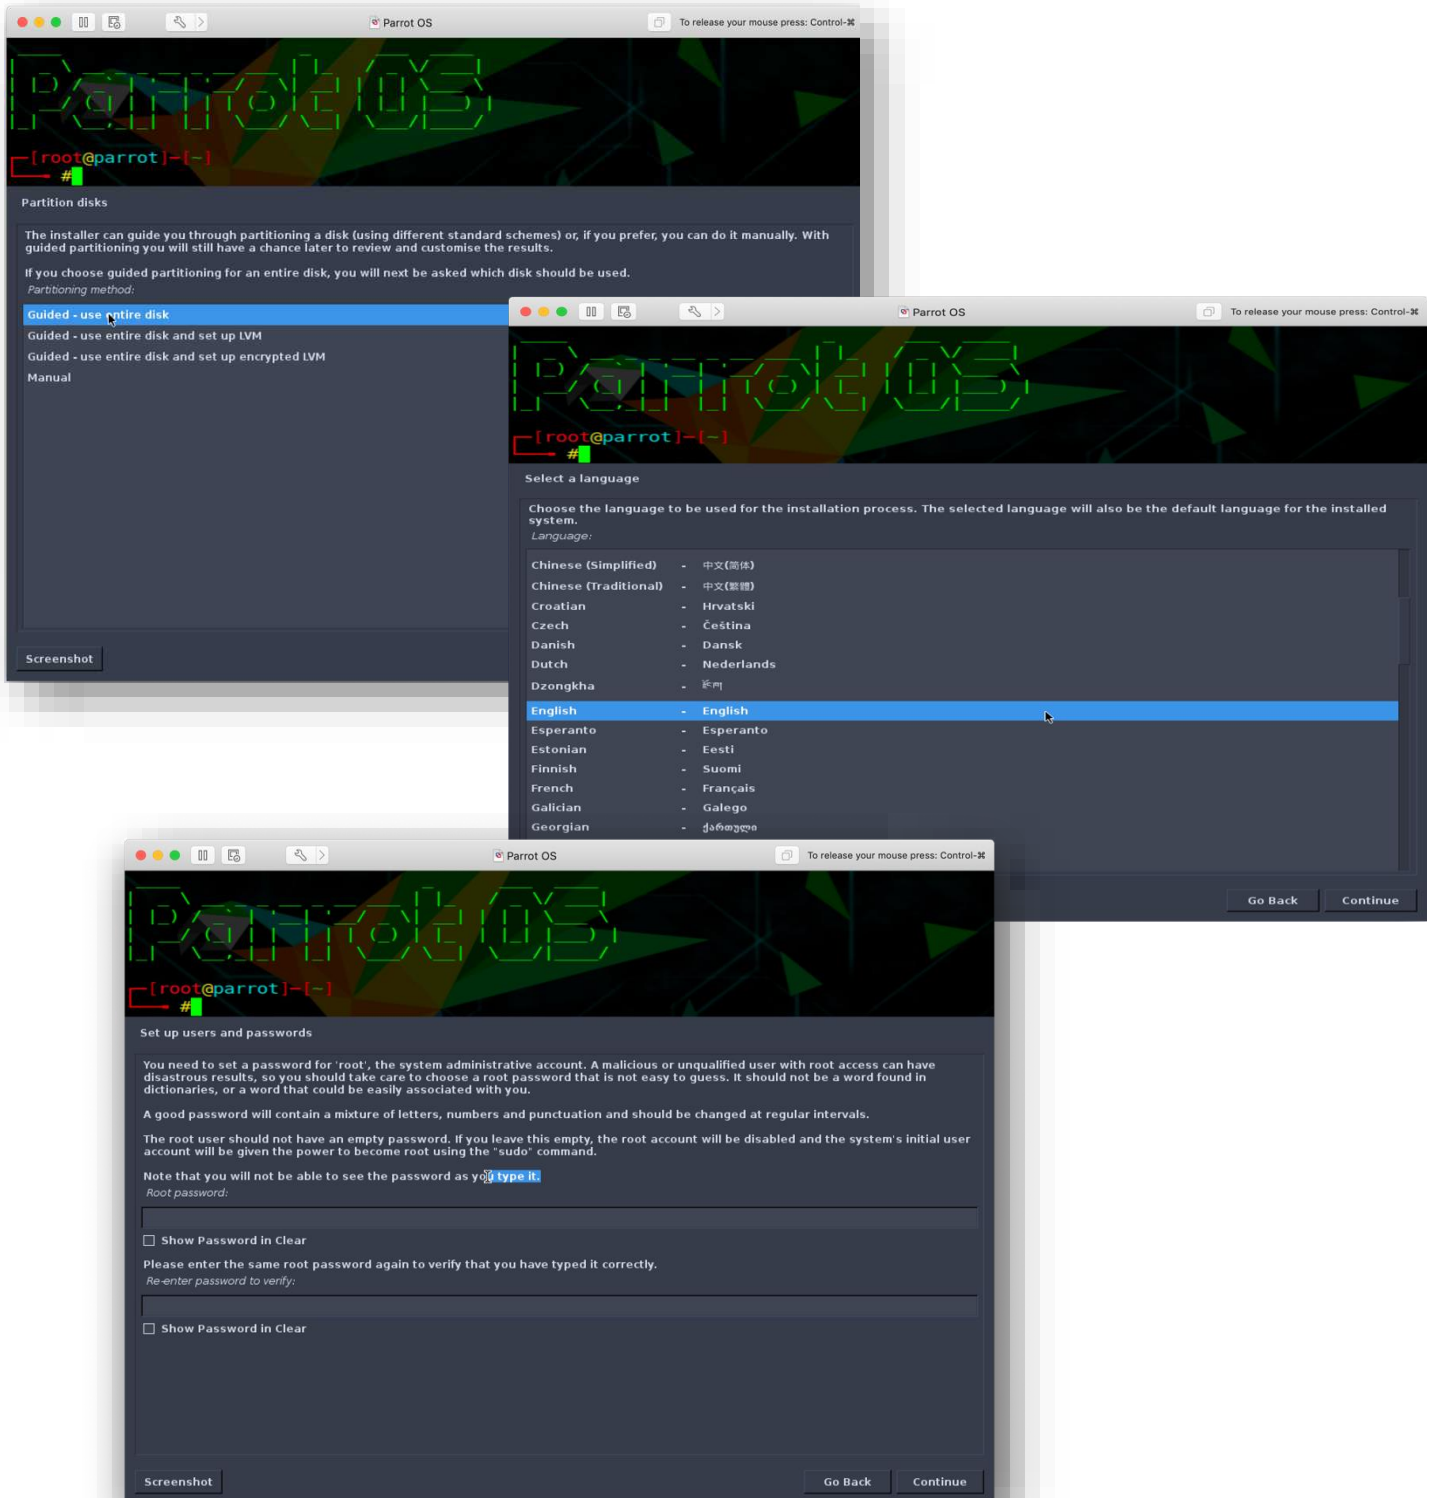 Parrot OS
To release your mouse press: Control-⌘
Parrot OS
[root@parrot]-[~]
#
Partition disks
The installer can guide you through partitioning a disk (using different standard schemes) or, if you prefer, you can do it manually. With
guided partitioning you will still have a chance later to review and customise the results.
If you choose guided partitioning for an entire disk, you will next be asked which disk should be used.
Partitioning method:
Guided - use entire disk
Guided - use entire disk and set up LVM
Guided - use entire disk and set up encrypted LVM
Manual
Screenshot
Parrot OS
To release your mouse press: Control-⌘
Parrot OS
[root@parrot]-[~]
#
Select a language
Choose the language to be used for the installation process. The selected language will also be the default language for the installed
system.
Language:
Chinese (Simplified) - 中文(简体)
Chinese (Traditional) - 中文(繁體)
Croatian - Hrvatski
Czech - Čeština
Danish - Dansk
Dutch - Nederlands
Dzongkha - རྫོང་ཁ།
English - English
Esperanto - Esperanto
Estonian - Eesti
Finnish - Suomi
French - Français
Galician - Galego
Georgian - ქართული
Go Back
Continue
Parrot OS
To release your mouse press: Control-⌘
Parrot OS
[root@parrot]-[~]
#
Set up users and passwords
You need to set a password for 'root', the system administrative account. A malicious or unqualified user with root access can have
disastrous results, so you should take care to choose a root password that is not easy to guess. It should not be a word found in
dictionaries, or a word that could be easily associated with you.
A good password will contain a mixture of letters, numbers and punctuation and should be changed at regular intervals.
The root user should not have an empty password. If you leave this empty, the root account will be disabled and the system's initial user
account will be given the power to become root using the "sudo" command.
Note that you will not be able to see the password as you type it.
Root password:
Show Password in Clear
Please enter the same root password again to verify that you have typed it correctly.
Re-enter password to verify:
Show Password in Clear
Screenshot
Go Back
Continue